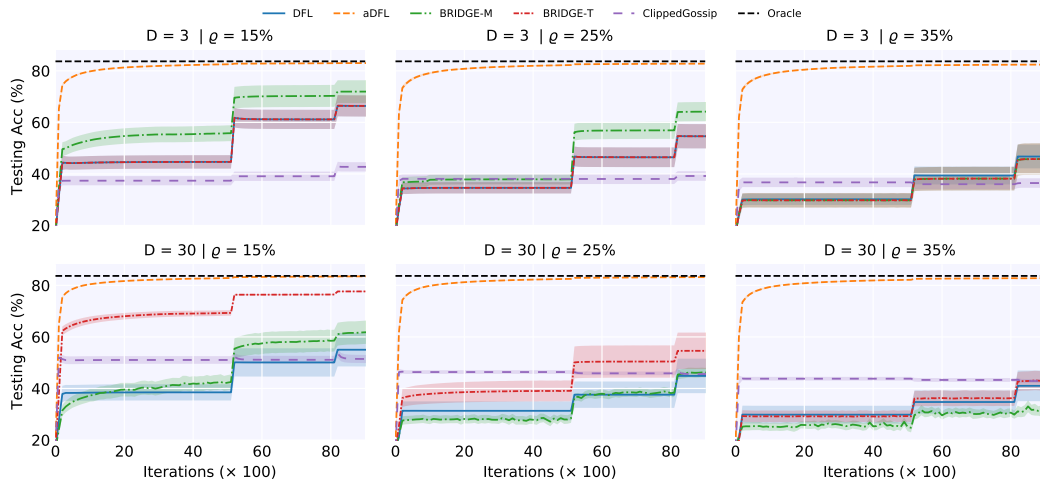 DFL aDFL BRIDGE-M BRIDGE-T ClippedGossip Oracle
D = 3 | ϱ = 15% D = 3 | ϱ = 25% D = 3 | ϱ = 35%
Testing Acc (%)
80
60
40
20
D = 30 | ϱ = 15% D = 30 | ϱ = 25% D = 30 | ϱ = 35%
Testing Acc (%)
80
60
40
20
0 20 40 60 80 0 20 40 60 80 0 20 40 60 80
Iterations (× 100) Iterations (× 100) Iterations (× 100)